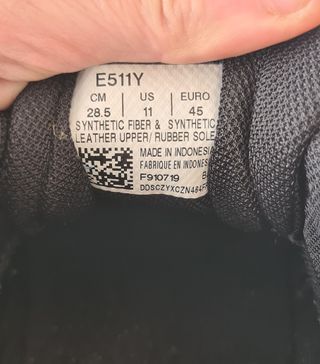 E511Y
CM US EURO
28.5 11 45
SYNTHETIC FIBER & SYNTHETIC
LEATHER UPPER/RUBBER SOLE
MADE IN INDONESIA
FABRIQUE EN INDONESI
F910719